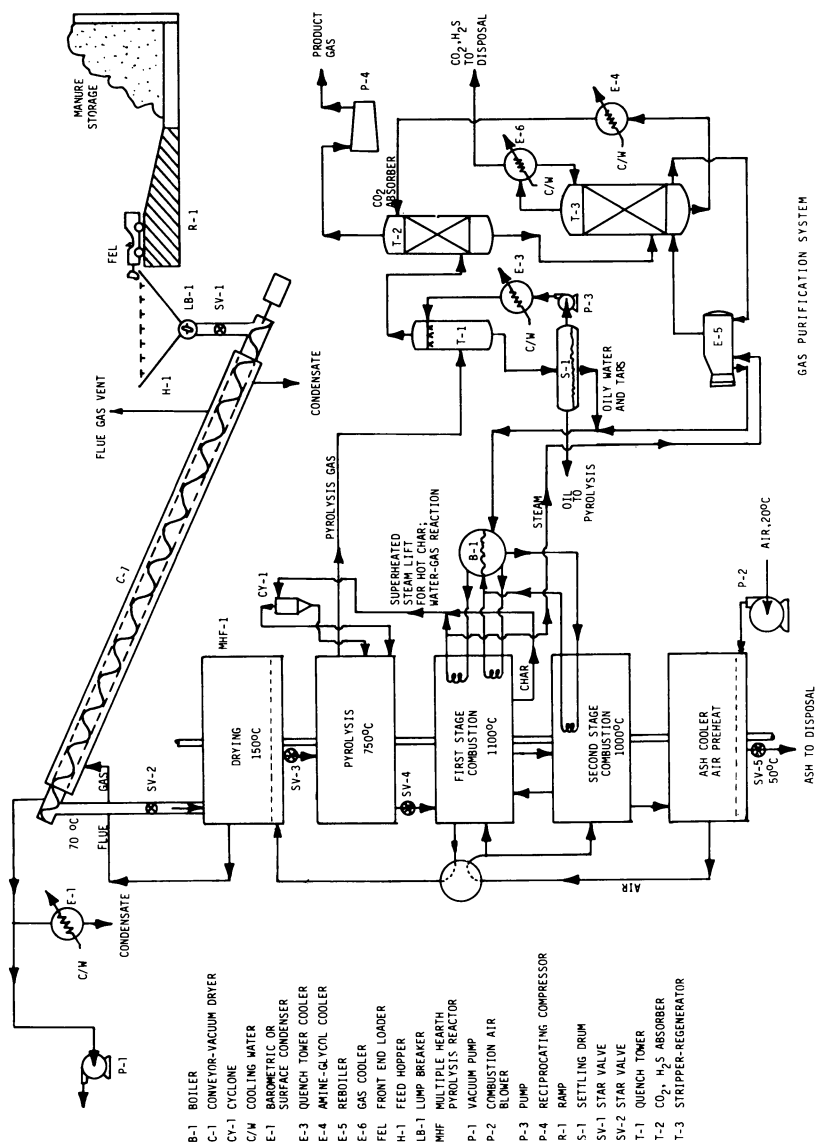 MANURE
STORAGE
FEL
R-1
LB-1
SV-1
H-1
FLUE GAS VENT
CONDENSATE
C-1
PRODUCT
GAS
P-4
CO2,H2S
TO
DISPOSAL
CO2
ABSORBER
T-2
E-6
C/W
E-4
C/W
T-3
T-1
E-3
C/W
P-3
S-1
OILY WATER
AND TARS
OIL
TO
PYROLYSIS
STEAM
E-5
GAS PURIFICATION SYSTEM
PYROLYSIS GAS
CY-1
SUPERHEATED
STEAM LIFT
FOR HOT CHAR;
WATER-GAS REACTION
B-1
CHAR
MHF-1
DRYING
150ºC
SV-3
PYROLYSIS
750ºC
SV-4
FIRST STAGE
COMBUSTION
1100ºC
SECOND STAGE
COMBUSTION
1000ºC
ASH COOLER
AIR PREHEAT
SV-5
50ºC
ASH TO DISPOSAL
P-2
AIR,20ºC
AIR
SV-2
70 ºC
FLUE GAS
E-1
C/W
CONDENSATE
P-1
B-1 BOILER
C-1 CONVEYOR-VACUUM DRYER
CY-1 CYCLONE
C/W COOLING WATER
E-1 BAROMETRIC OR
SURFACE CONDENSER
E-3 QUENCH TOWER COOLER
E-4 AMINE-GLYCOL COOLER
E-5 REBOILER
E-6 GAS COOLER
FEL FRONT END LOADER
H-1 FEED HOPPER
LB-1 LUMP BREAKER
MHF MULTIPLE HEARTH
PYROLYSIS REACTOR
P-1 VACUUM PUMP
P-2 COMBUSTION AIR
BLOWER
P-3 PUMP
P-4 RECIPROCATING COMPRESSOR
R-1 RAMP
S-1 SETTLING DRUM
SV-1 STAR VALVE
SV-2 STAR VALVE
T-1 QUENCH TOWER
T-2 CO2, H2S ABSORBER
T-3 STRIPPER-REGENERATOR